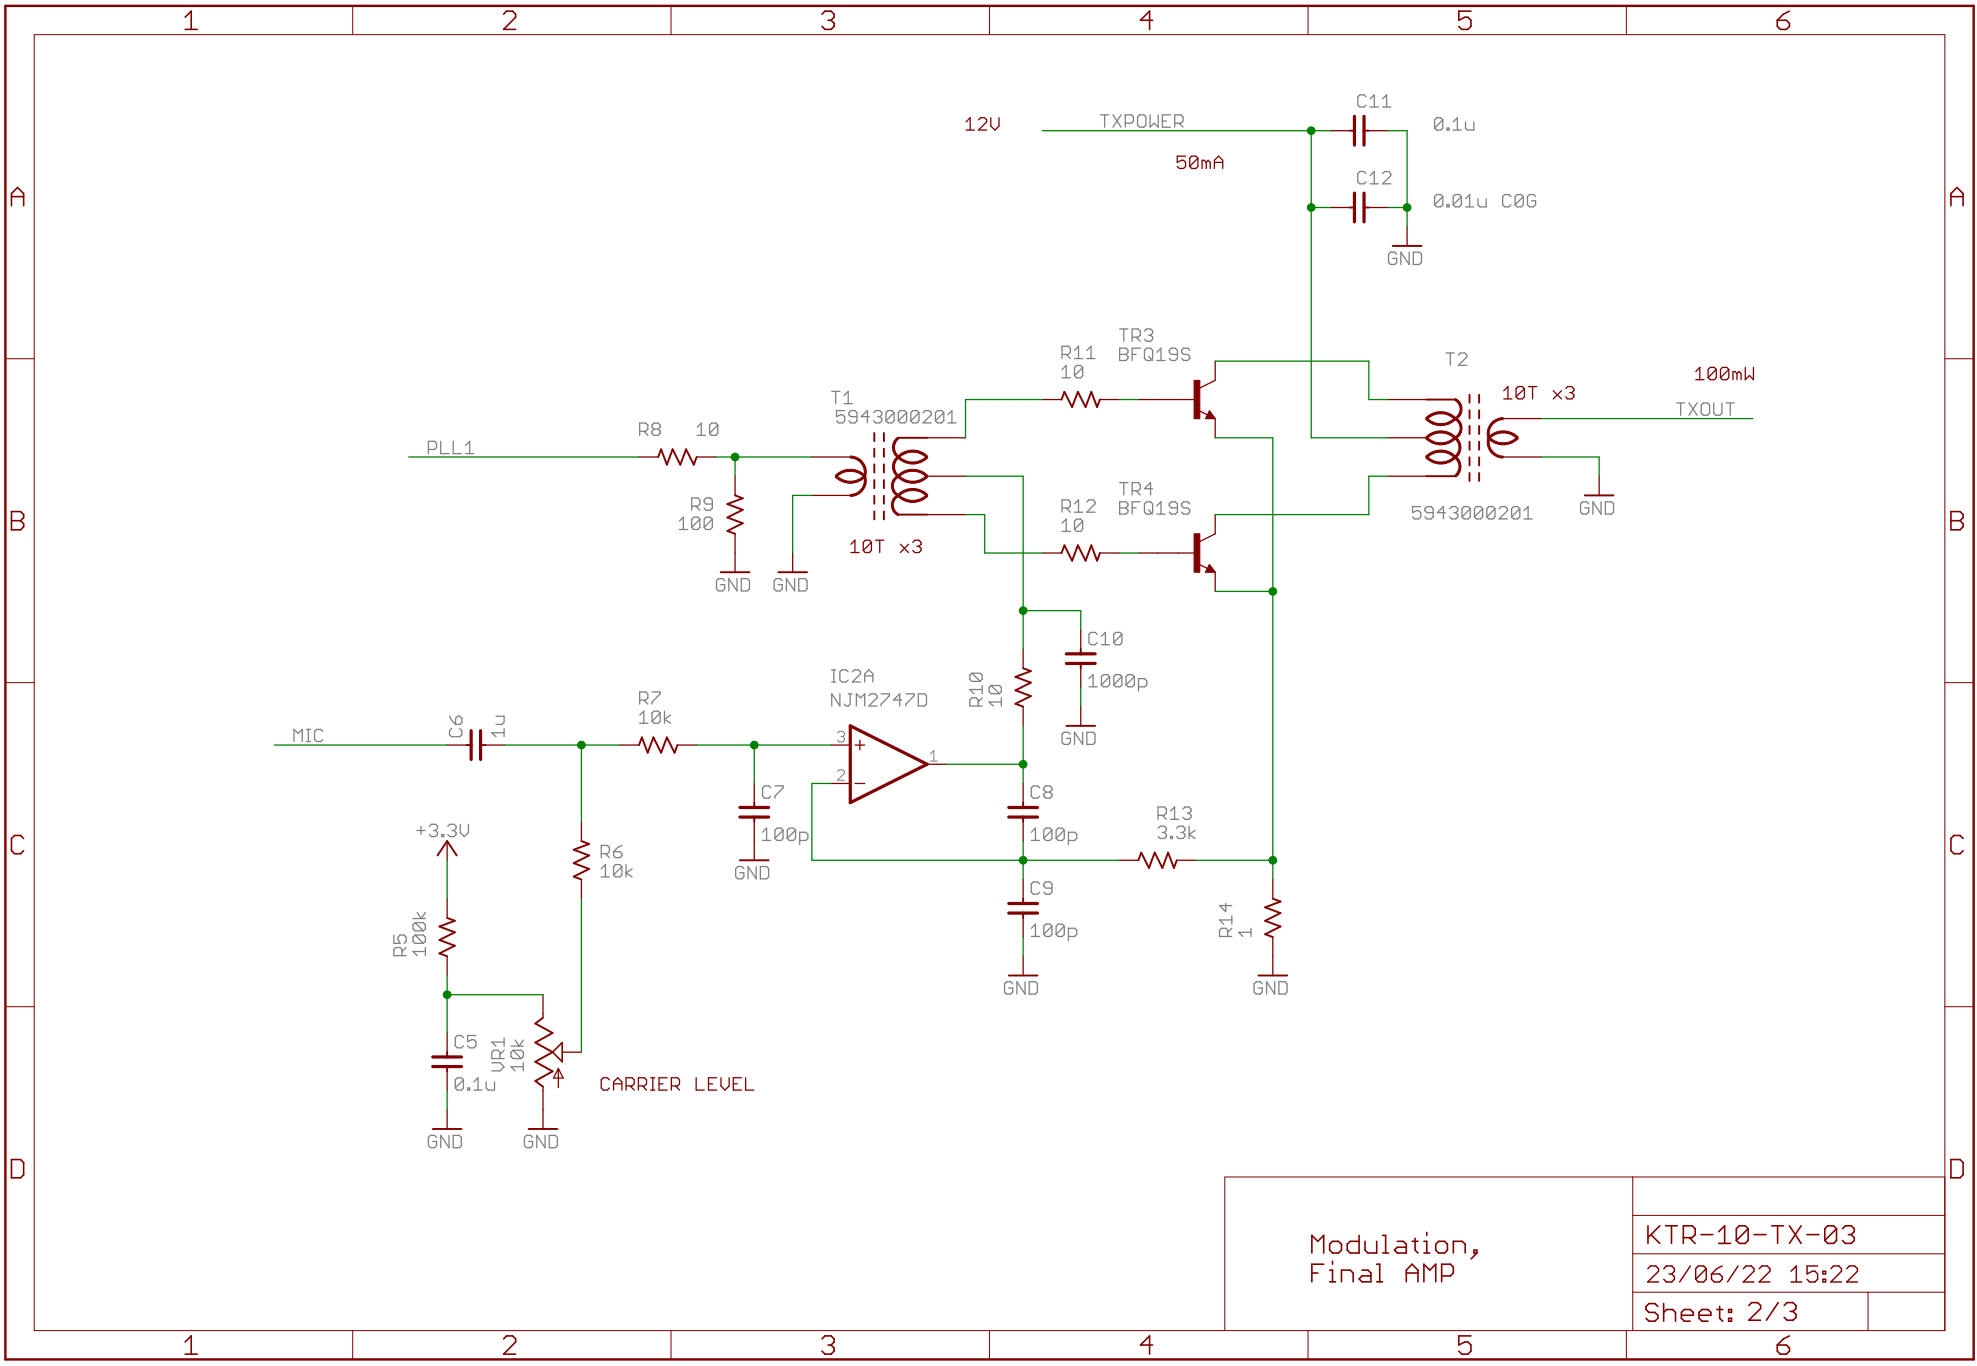 1 2 3 4 5 6
A A
B B
C C
D D
12V
TXPOWER
50mA
C11
0.1u
C12
0.01u C0G
GND
TR3
BFQ19S
R11
10
T2
10T x3
100mW
TXOUT
5943000201
GND
T1
5943000201
PLL1
R8 10
R9
100
GND
GND
10T x3
TR4
BFQ19S
R12
10
C10
1000p
GND
R10
10
IC2A
NJM2747D
3
2
1
MIC
C6
1u
R7
10k
C7
100p
GND
C8
100p
R13
3.3k
C9
100p
GND
R14
1
GND
+3.3V
R6
10k
R5
100k
C5
0.1u
GND
VR1
10k
GND
CARRIER LEVEL
Modulation,
Final AMP
KTR-10-TX-03
23/06/22 15:22
Sheet: 2/3
1 2 3 4 5 6